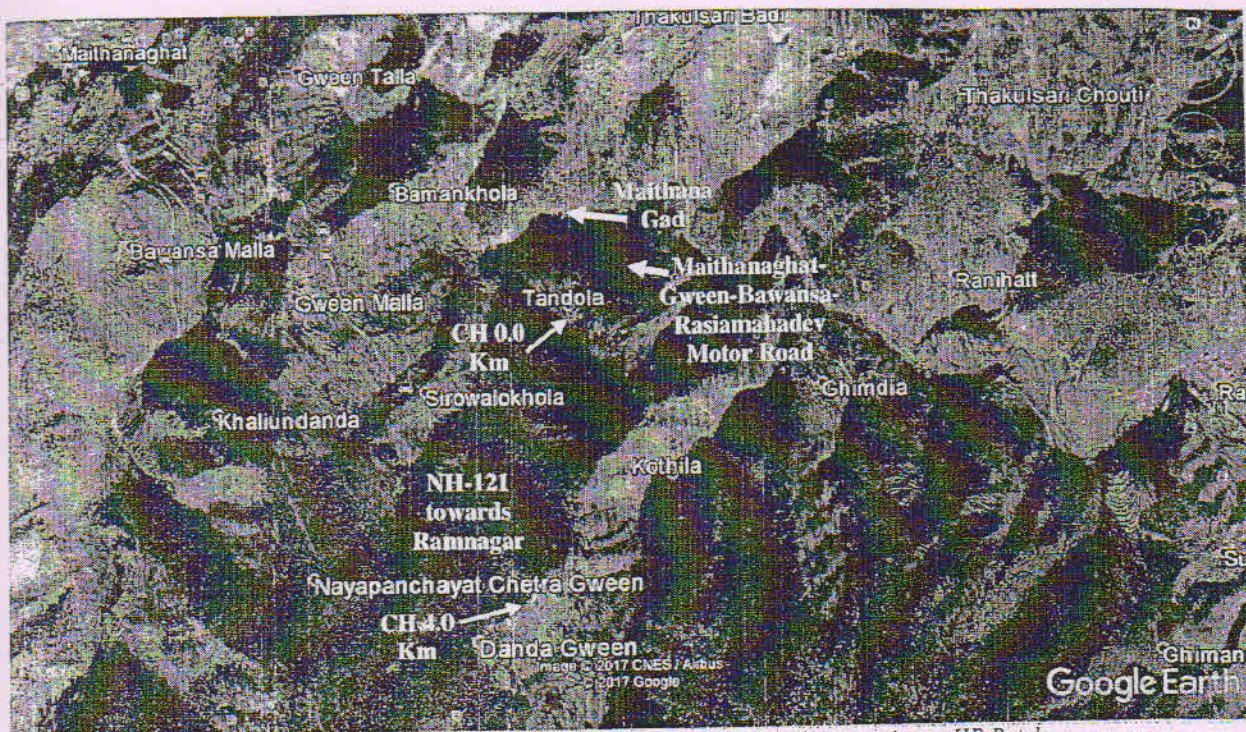 Thakulsari Badi
Maithanaghat
Gween Talla
Thakulsari Chouti
Bamankhola
Maithana
Gad
Bawansa Malla
Maithanaghat-
Gween-Bawansa-
Rasiamahadev
Motor Road
Ranihatt
Gween Malla
Tandola
CH 0.0
Km
Ghimdia
Sirowalokhola
Khaliundanda
Kothila
NH-121
towards
Ramnagar
Nayapanchayat Chetra Gween
CH 4.0
Km
Danda Gween
Image © 2017 CNES / Airbus
© 2017 Google
Ghiman
Google Earth